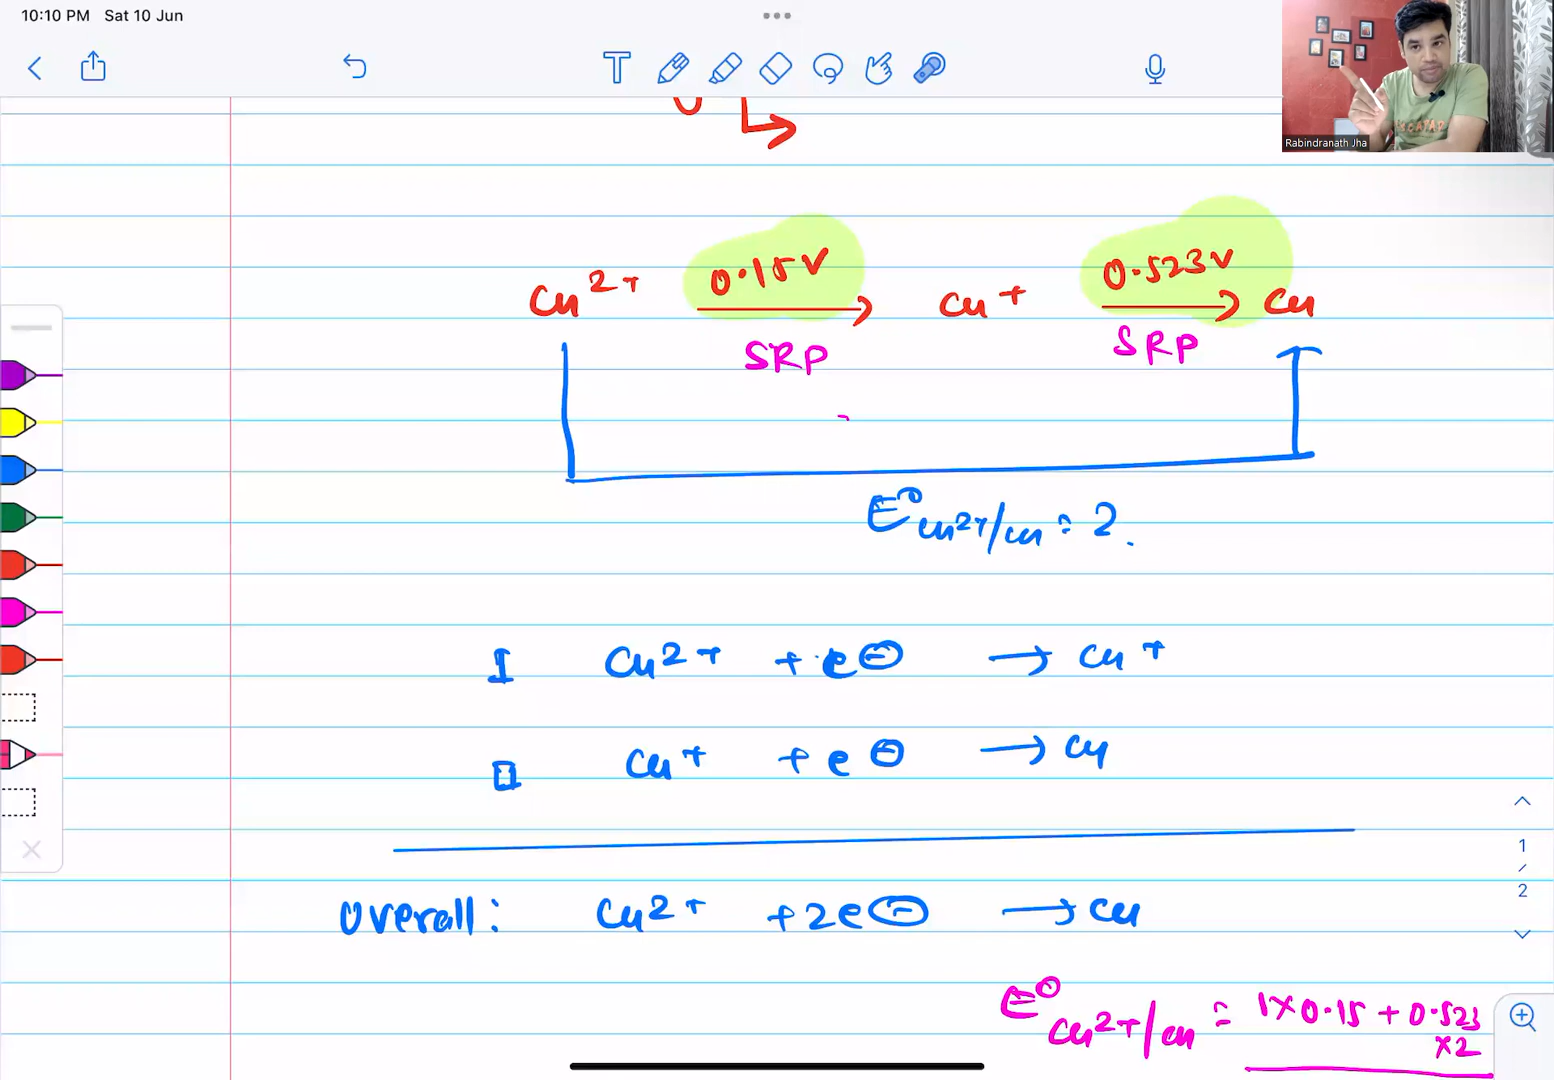 10:10 PM Sat 10 Jun
Rabindranath Jha
Cu2+ 0.15V Cu+ 0.523V Cu
SRP SRP
E°Cu2+/Cu = ?
I Cu2+ + e⊖ → Cu+
II Cu+ + e⊖ → Cu
1
/
2
Overall: Cu2+ + 2e⊖ → Cu
E°Cu2+/Cu = 1×0.15 + 0.523
×2